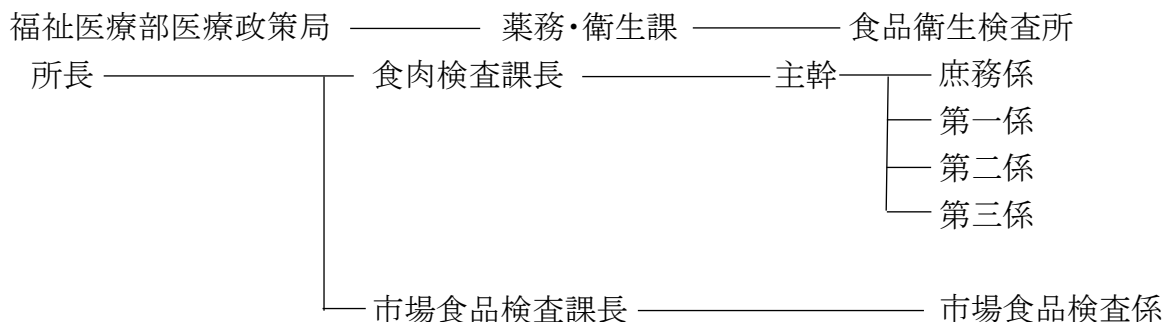 福祉医療部医療政策局 薬務・衛生課 食品衛生検査所
所長 食肉検査課長 主幹 庶務係
第一係
第二係
第三係
市場食品検査課長 市場食品検査係